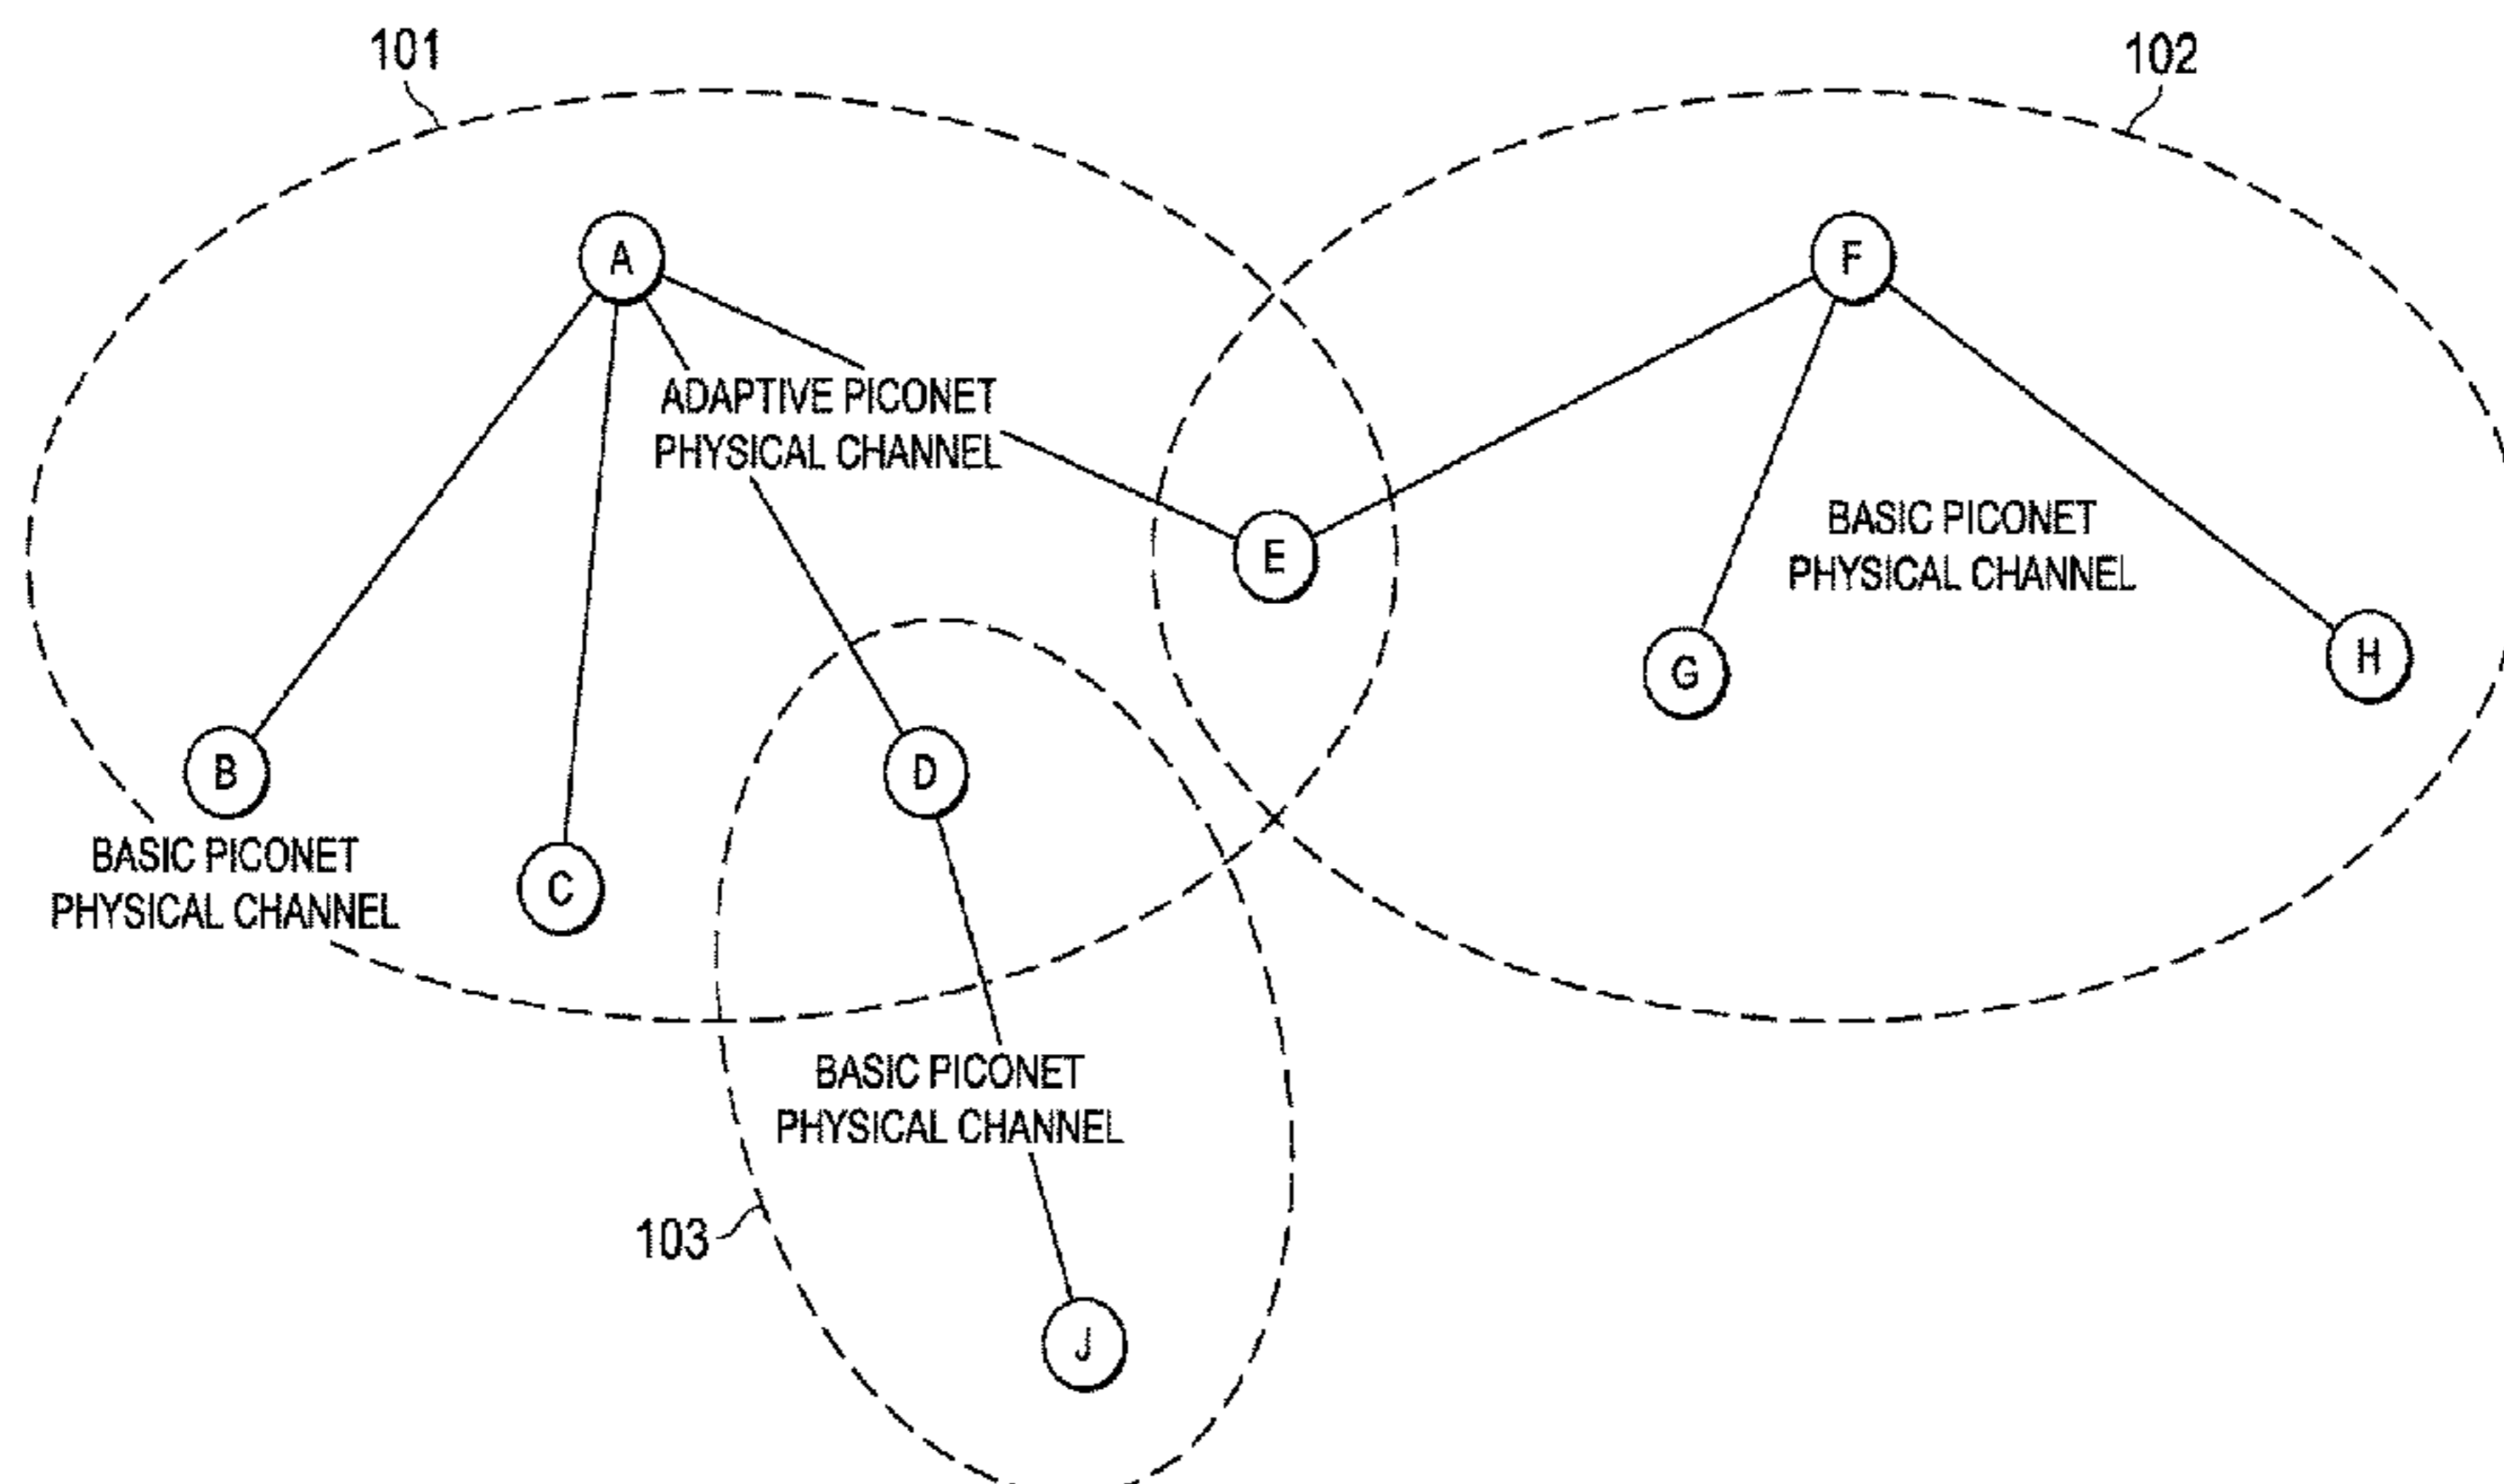 101
102
A
F
ADAPTIVE PICONET
PHYSICAL CHANNEL
E
BASIC PICONET
PHYSICAL CHANNEL
G
H
B
D
BASIC PICONET
PHYSICAL CHANNEL
C
BASIC PICONET
PHYSICAL CHANNEL
103
J